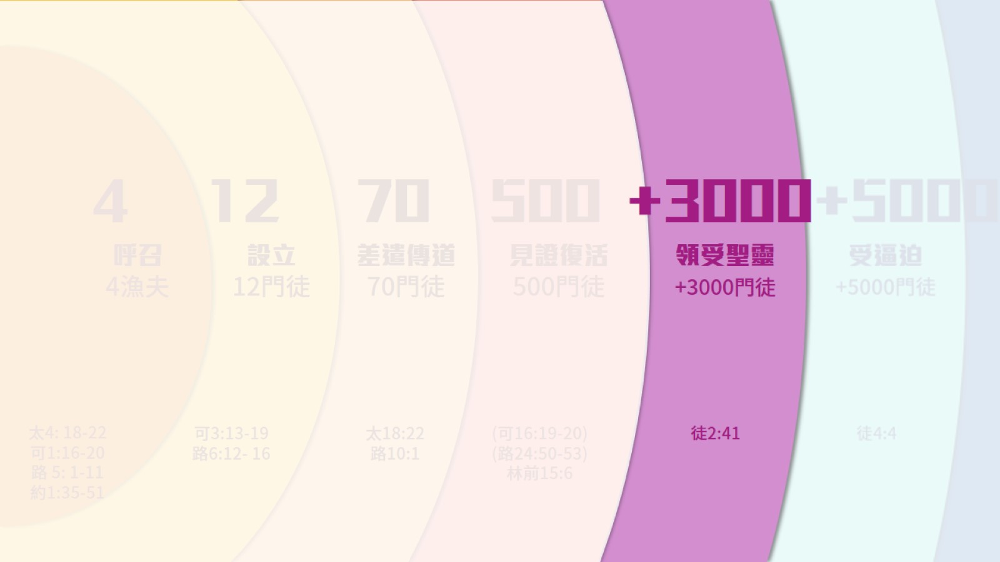 4
呼召
4漁夫
太4: 18-22
可1:16-20
路 5: 1-11
約1:35-51
12
設立
12門徒
可3:13-19
路6:12- 16
70
差遣傳道
70門徒
太18:22
路10:1
500
見證復活
500門徒
(可16:19-20)
(路24:50-53)
林前15:6
+3000
領受聖靈
+3000門徒
徒2:41
+5000
受逼迫
+5000門徒
徒4:4